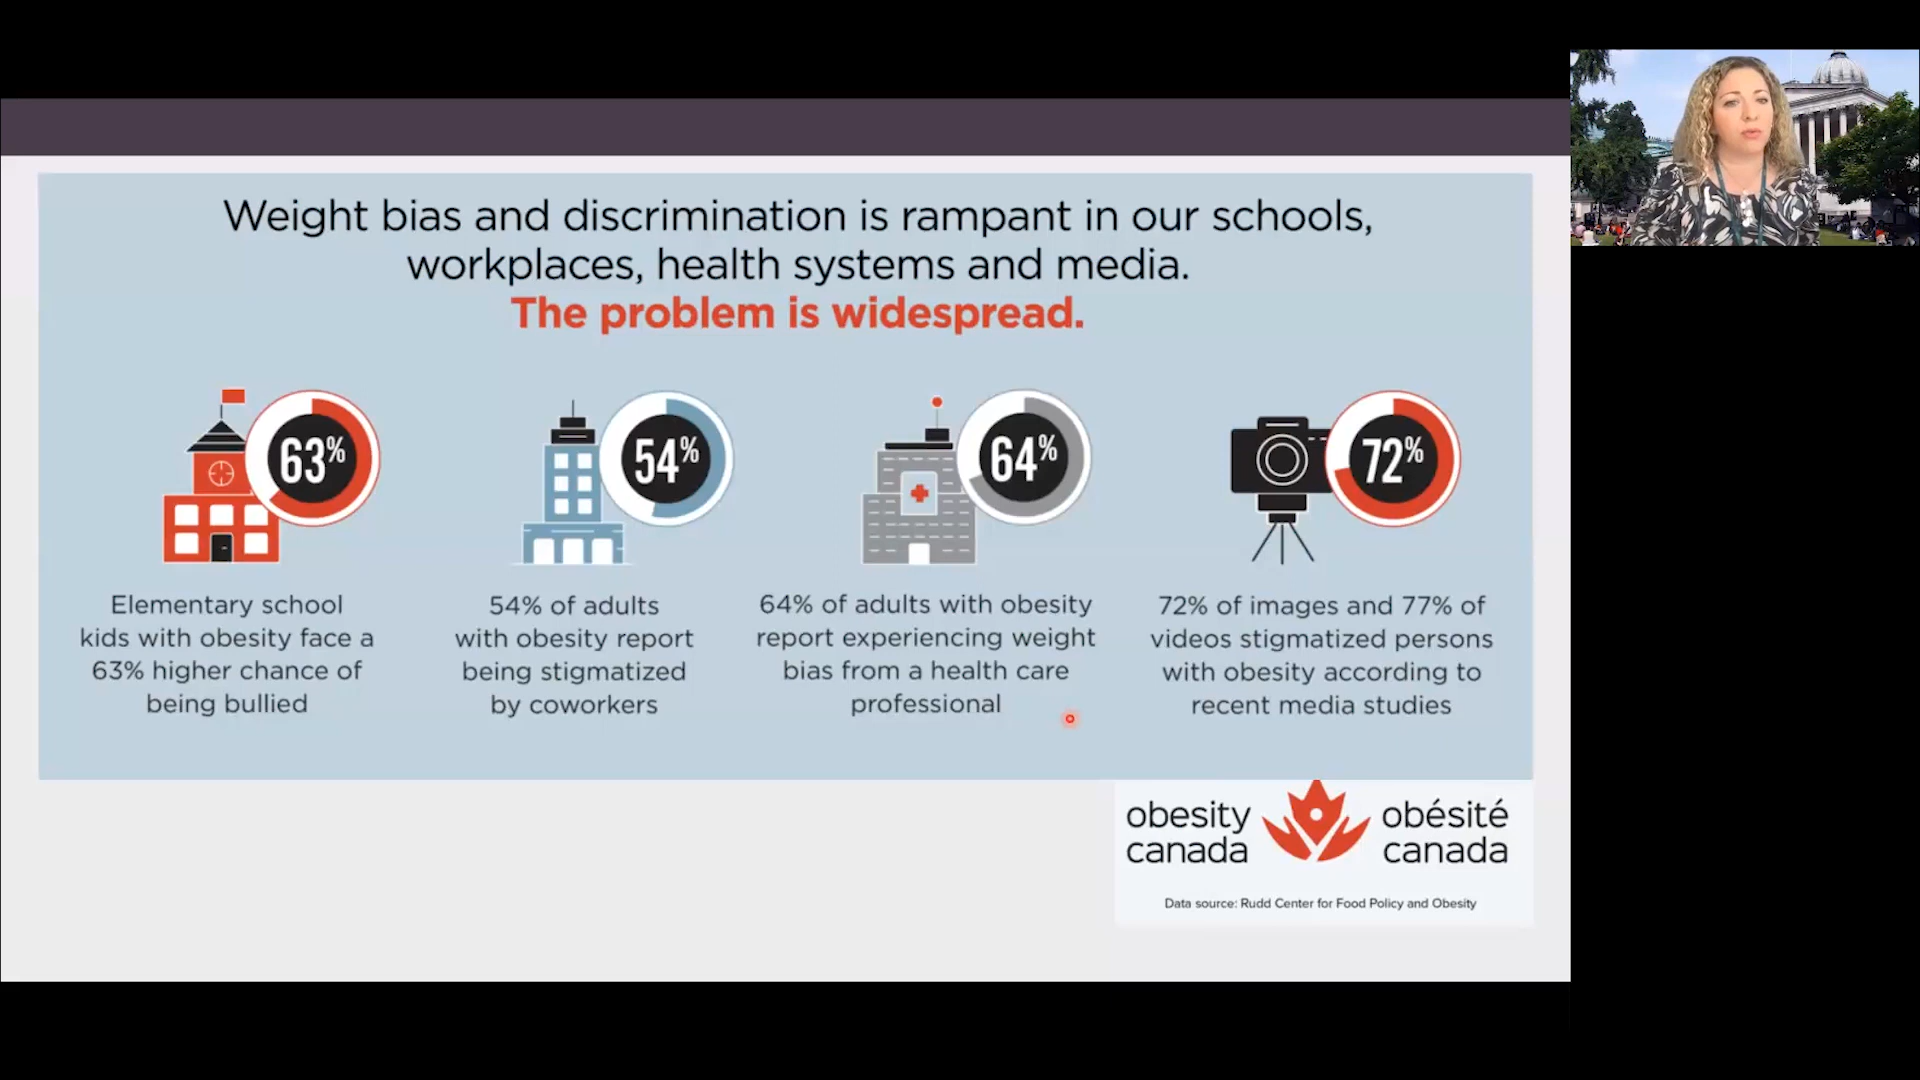 Weight bias and discrimination is rampant in our schools,
workplaces, health systems and media.
The problem is widespread.
63%
54%
64%
72%
Elementary school
kids with obesity face a
63% higher chance of
being bullied
54% of adults
with obesity report
being stigmatized
by coworkers
64% of adults with obesity
report experiencing weight
bias from a health care
professional
72% of images and 77% of
videos stigmatized persons
with obesity according to
recent media studies
obesity
canada
obésité
canada
Data source: Rudd Center for Food Policy and Obesity